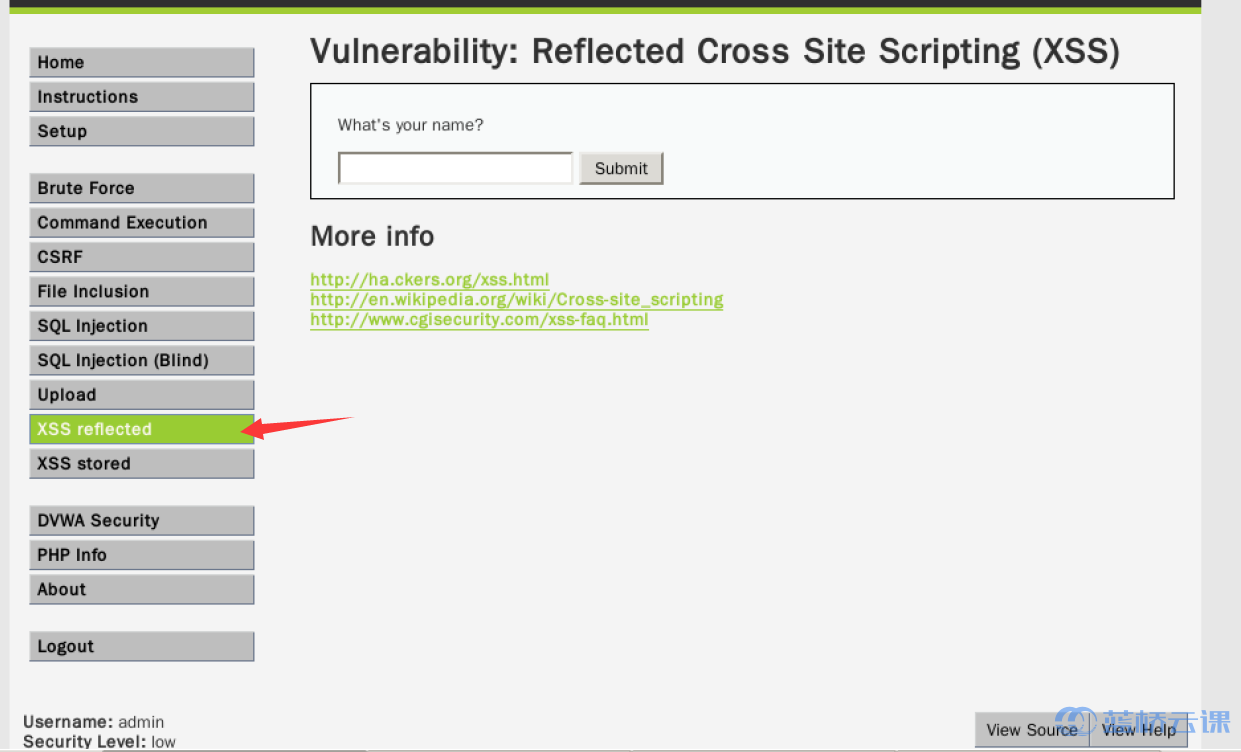 Vulnerability: Reflected Cross Site Scripting (XSS)
Home
Instructions
Setup
Brute Force
Command Execution
CSRF
File Inclusion
SQL Injection
SQL Injection (Blind)
Upload
XSS reflected
XSS stored
DVWA Security
PHP Info
About
Logout
What's your name?
Submit
More info
http://ha.ckers.org/xss.html
http://en.wikipedia.org/wiki/Cross-site_scripting
http://www.cgisecurity.com/xss-faq.html
Username: admin
Security Level: low
View Source
View Help
蓝桥云课